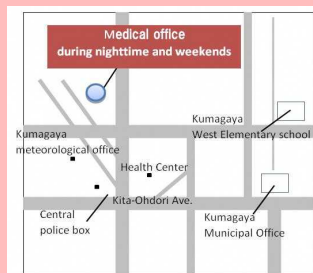 Medical office
during nighttime and weekends
Kumagaya
West Elementary school
Kumagaya
meteorological office
Health Center
Kita-Ohdori Ave.
Central
police box
Kumagaya
Municipal Office